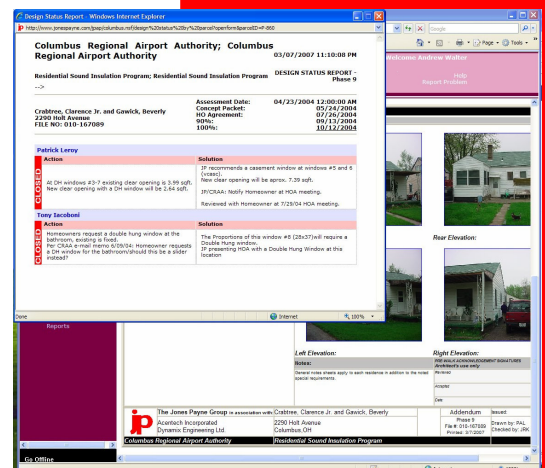 Design Status Report - Windows Internet Explorer
http://www.jonespayne.com/jpap/columbus.nsf/design%20status%20by%20parcel?openform&parcelID=P-860
Columbus Regional Airport Authority; Columbus
Regional Airport Authority
03/07/2007 11:10:08 PM
Residential Sound Insulation Program; Residential Sound Insulation Program
-->
DESIGN STATUS REPORT -
Phase 9
Crabtree, Clarence Jr. and Gawick, Beverly
2290 Holt Avenue
FILE NO: 010-167089
Assessment Date: 04/23/2004 12:00:00 AM
Concept Packet: 05/24/2004
HO Agreement: 07/26/2004
90%: 09/13/2004
100%: 10/12/2004
Patrick Leroy
Action Solution
CLOSED
At DH windows #3-7 existing clear opening is 3.99 sqft.
New clear opening with a DH window will be 2.64 sqft.
JP recommends a casement window at windows #5 and 6
(vcasc).
New clear opening will be aprox. 7.39 sqft.
JP/CRAA: Notify Homeowner at HOA meeting.
Reviewed with Homeowner at 7/29/04 HOA meeting.
Tony Iacoboni
Action Solution
CLOSED
Homeowners request a double hung window at the
bathroom, existing is fixed.
Per CRAA e-mail memo 6/09/04: Homeowner requests
a DH window for the bathroom/should this be a slider
instead?
The Proportions of this window #8 (28x37)will require a
Double Hung window.
JP presenting HOA with a Double Hung Window at this
location
Done
Internet
100%
Google
Page
Tools
Welcome Andrew Walter
Help
Report Problem
Rear Elevation:
Reports
Left Elevation:
Right Elevation:
Notes:
General notes sheets apply to each residence in addition to the noted
special requirements.
PRE-WALK ACKNOWLEDGEMENT SIGNATURES
Architect's use only
Reviewed
Accepted
Date
jp
The Jones Payne Group in association with
Acentech Incorporated
Dynamix Engineering Ltd.
Crabtree, Clarence Jr. and Gawick, Beverly
2290 Holt Avenue
Columbus,OH
Addendum
Phase 9
File #: 010-167089
Printed: 3/7/2007
Issued:
Drawn by: PAL
Checked by: JRK
Columbus Regional Airport Authority
Residential Sound Insulation Program
Go Offline